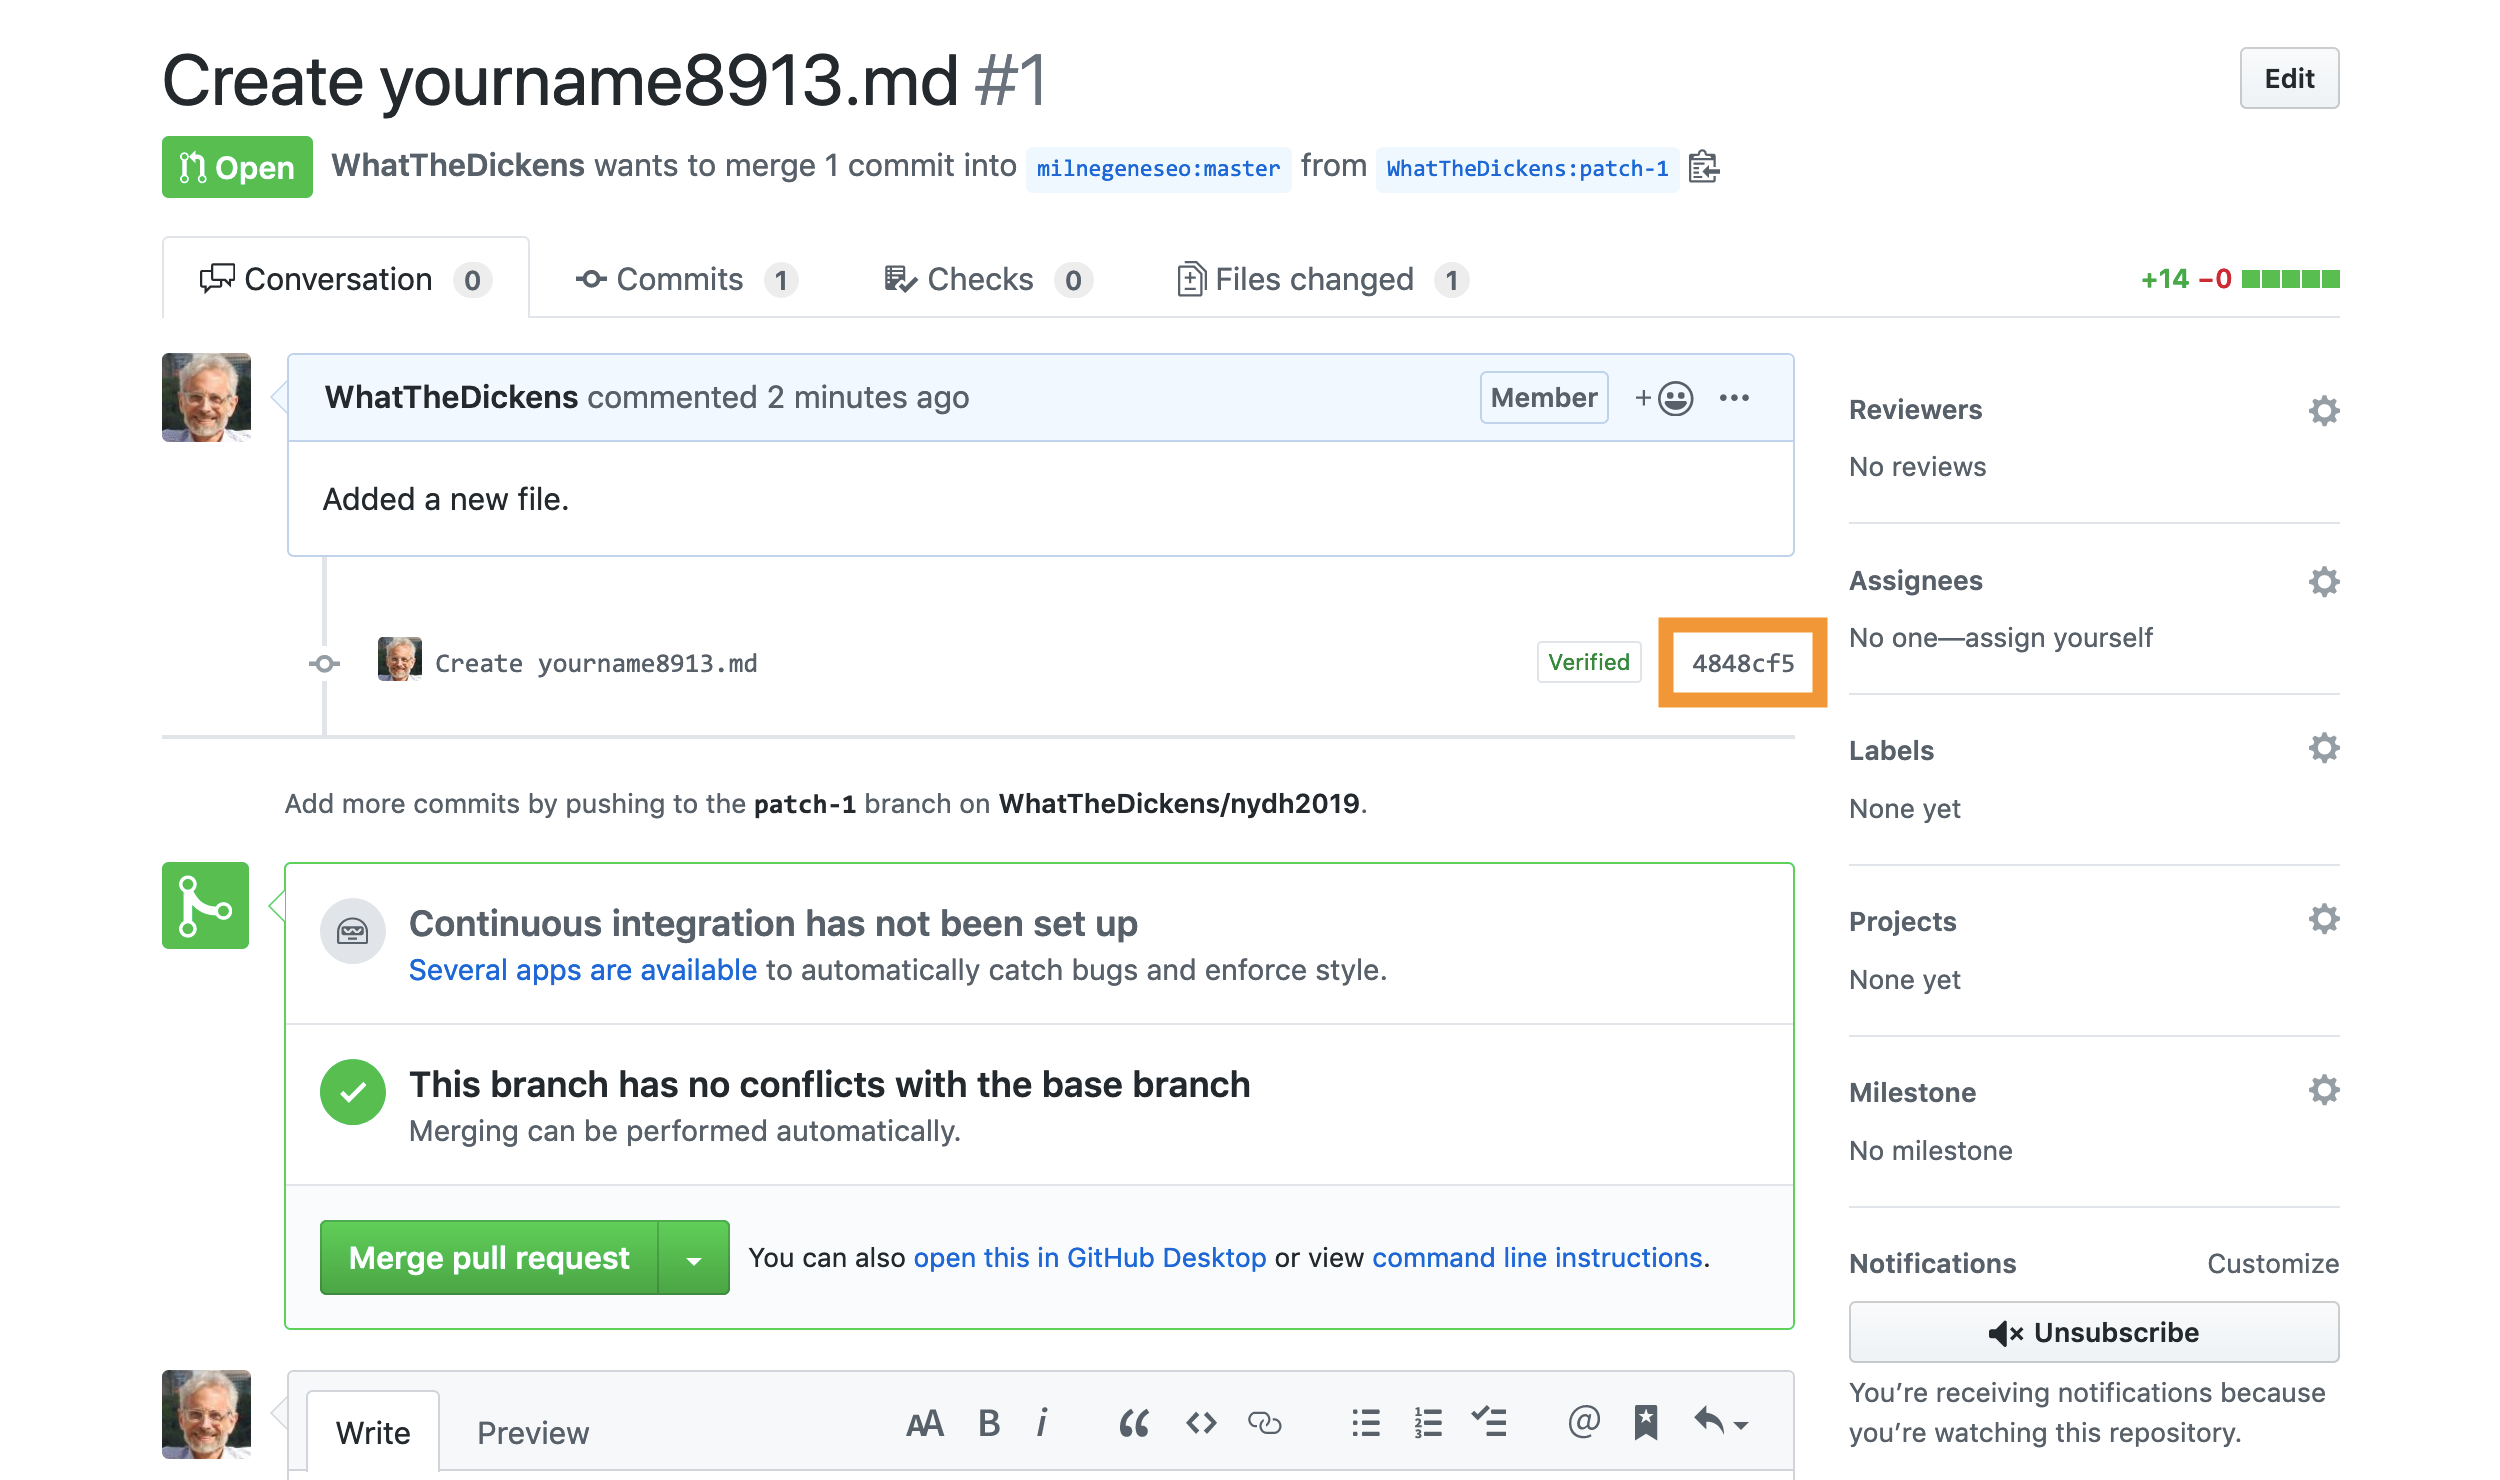 Create yourname8913.md #1
Edit
Open
WhatTheDickens wants to merge 1 commit into milnegeneseo:master from WhatTheDickens:patch-1
Conversation 0
Commits 1
Checks 0
Files changed 1
+14 −0
WhatTheDickens commented 2 minutes ago
Member
Added a new file.
Create yourname8913.md
Verified
4848cf5
Add more commits by pushing to the patch-1 branch on WhatTheDickens/nydh2019.
Continuous integration has not been set up
Several apps are available to automatically catch bugs and enforce style.
This branch has no conflicts with the base branch
Merging can be performed automatically.
Merge pull request
You can also open this in GitHub Desktop or view command line instructions.
Write
Preview
Reviewers
No reviews
Assignees
No one—assign yourself
Labels
None yet
Projects
None yet
Milestone
No milestone
Notifications
Customize
Unsubscribe
You’re receiving notifications because
you’re watching this repository.